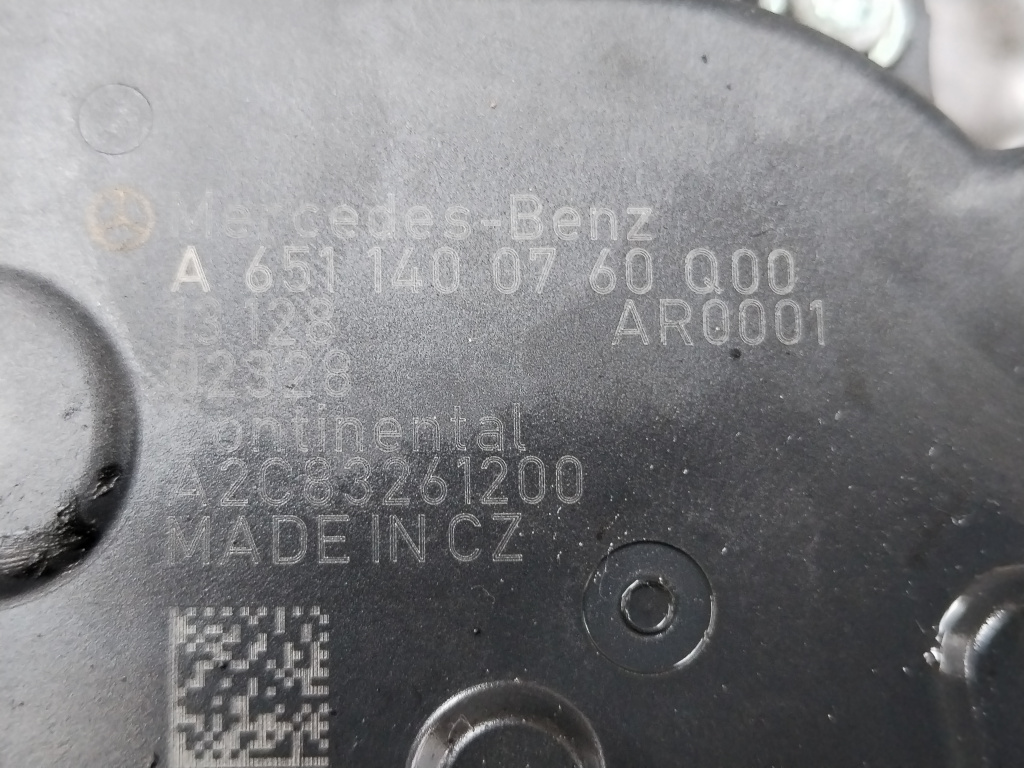 Mercedes-Benz
A 651 140 07 60 Q00
13 128 AR0001
02328
Continental
A2C83261200
MADE IN CZ